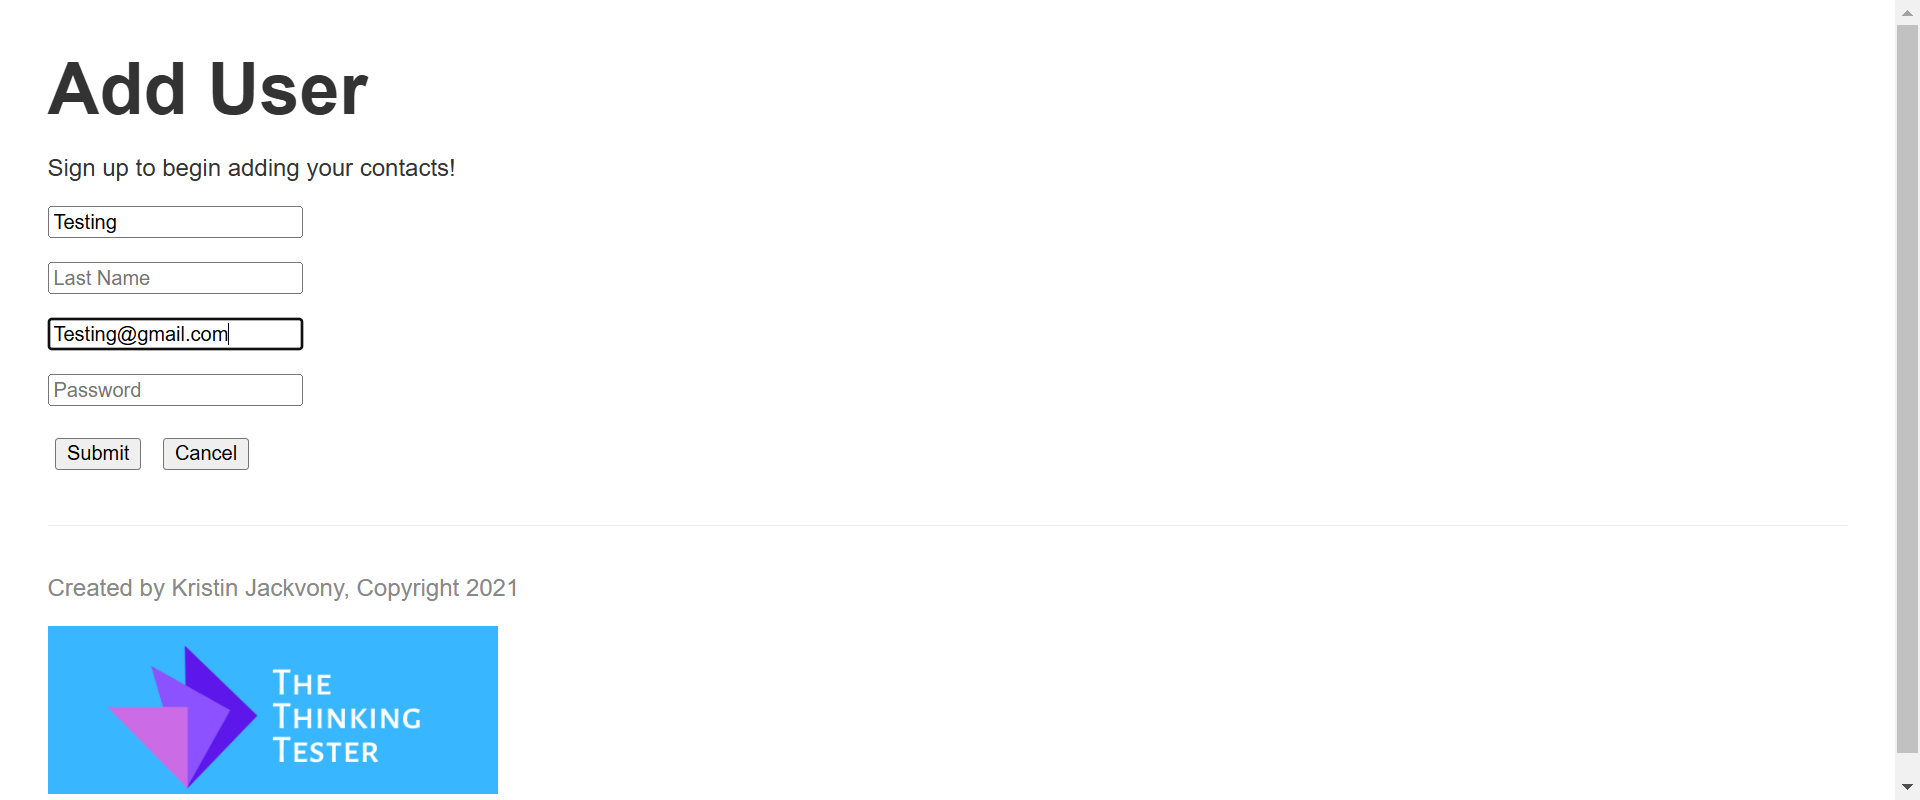 Add User
Sign up to begin adding your contacts!
Testing
Last Name
Testing@gmail.com
Password
Submit Cancel
Created by Kristin Jackvony, Copyright 2021
THE
THINKING
TESTER